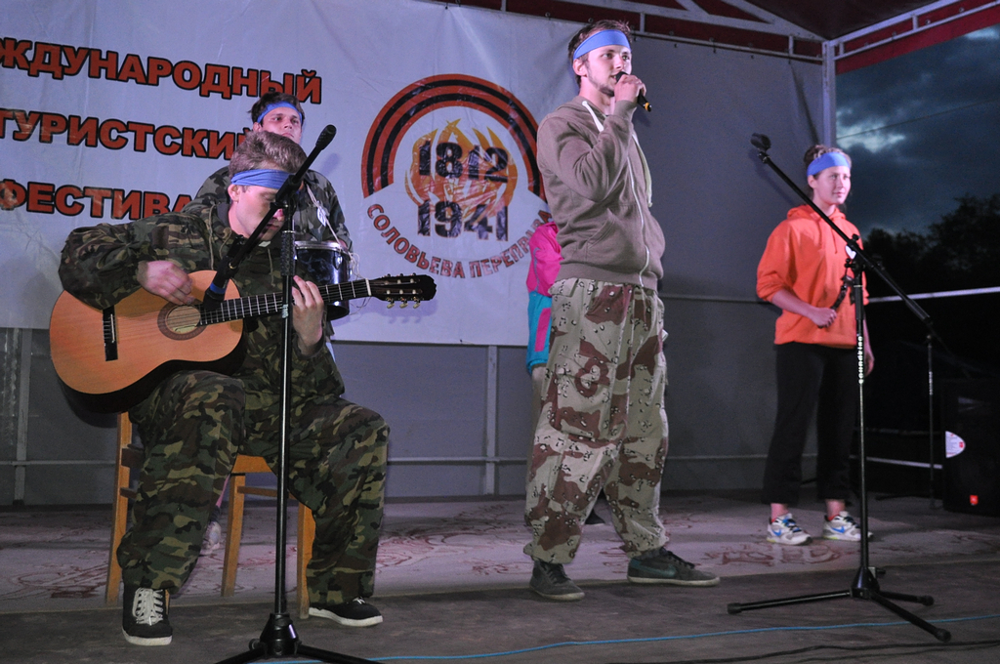 ЖДУНАРОДНЫЙ
ТУРИСТСКИЙ
ФЕСТИВА
1812
1941
СОЛОВЬЕВА ПЕРЕПРАВА